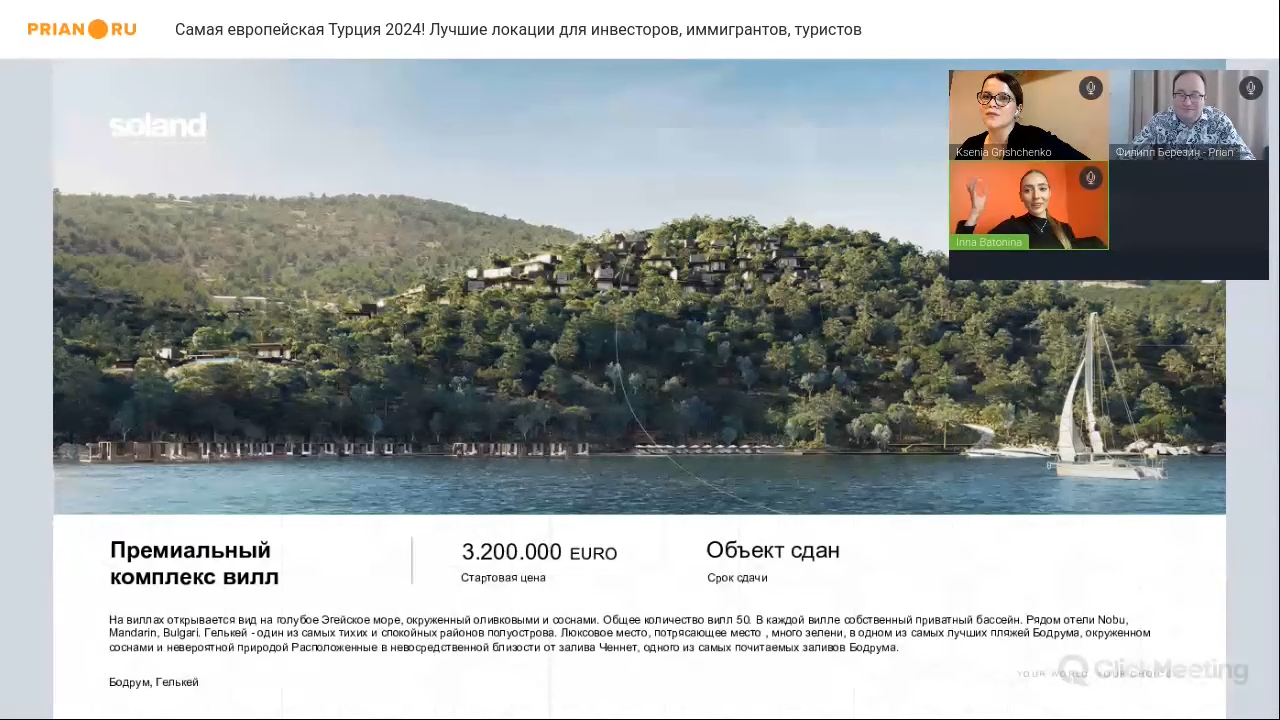 PRIAN RU
Самая европейская Турция 2024! Лучшие локации для инвесторов, иммигрантов, туристов
soland
Ksenia Grishchenko
Филипп Березин - Prian
Inna Batonina
Премиальный
комплекс вилл
3.200.000 EURO
Стартовая цена
Объект сдан
Срок сдачи
На виллах открывается вид на голубое Эгейское море, окруженный оливковыми и соснами. Общее количество вилл 50. В каждой вилле собственный приватный бассейн. Рядом отели Nobu,
Mandarin, Bulgari. Гелькей - один из самых тихих и спокойных районов полуострова. Люксовое место, потрясающее место , много зелени, в одном из самых лучших пляжей Бодрума, окруженном
соснами и невероятной природой Расположенные в невосредственной близости от залива Ченнет, одного из самых почитаемых заливов Бодрума.
YOUR WORLD. YOUR CHOICE
ClickMeeting
Бодрум, Гелькей